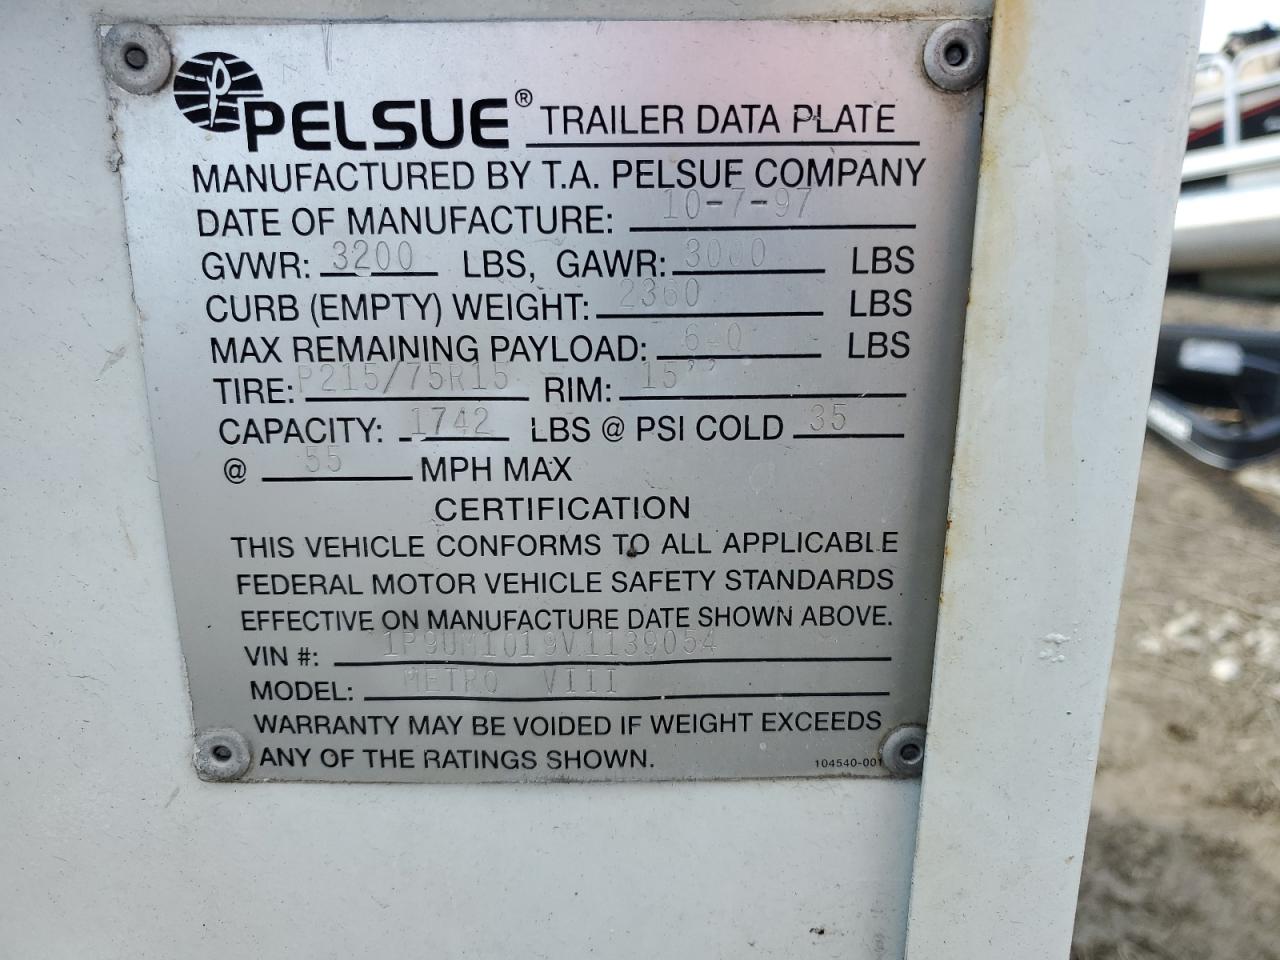 PELSUE® TRAILER DATA PLATE
MANUFACTURED BY T.A. PELSUE COMPANY
DATE OF MANUFACTURE: 10-7-97
GVWR: 3200 LBS, GAWR: 3000 LBS
CURB (EMPTY) WEIGHT: 2360 LBS
MAX REMAINING PAYLOAD: 640 LBS
TIRE: P215/75R15 RIM: 15''
CAPACITY: 1742 LBS @ PSI COLD 35
@ 55 MPH MAX
CERTIFICATION
THIS VEHICLE CONFORMS TO ALL APPLICABLE
FEDERAL MOTOR VEHICLE SAFETY STANDARDS
EFFECTIVE ON MANUFACTURE DATE SHOWN ABOVE.
VIN #: 1P9UM1019V1139054
MODEL: METRO VIII
WARRANTY MAY BE VOIDED IF WEIGHT EXCEEDS
ANY OF THE RATINGS SHOWN.
104540-001